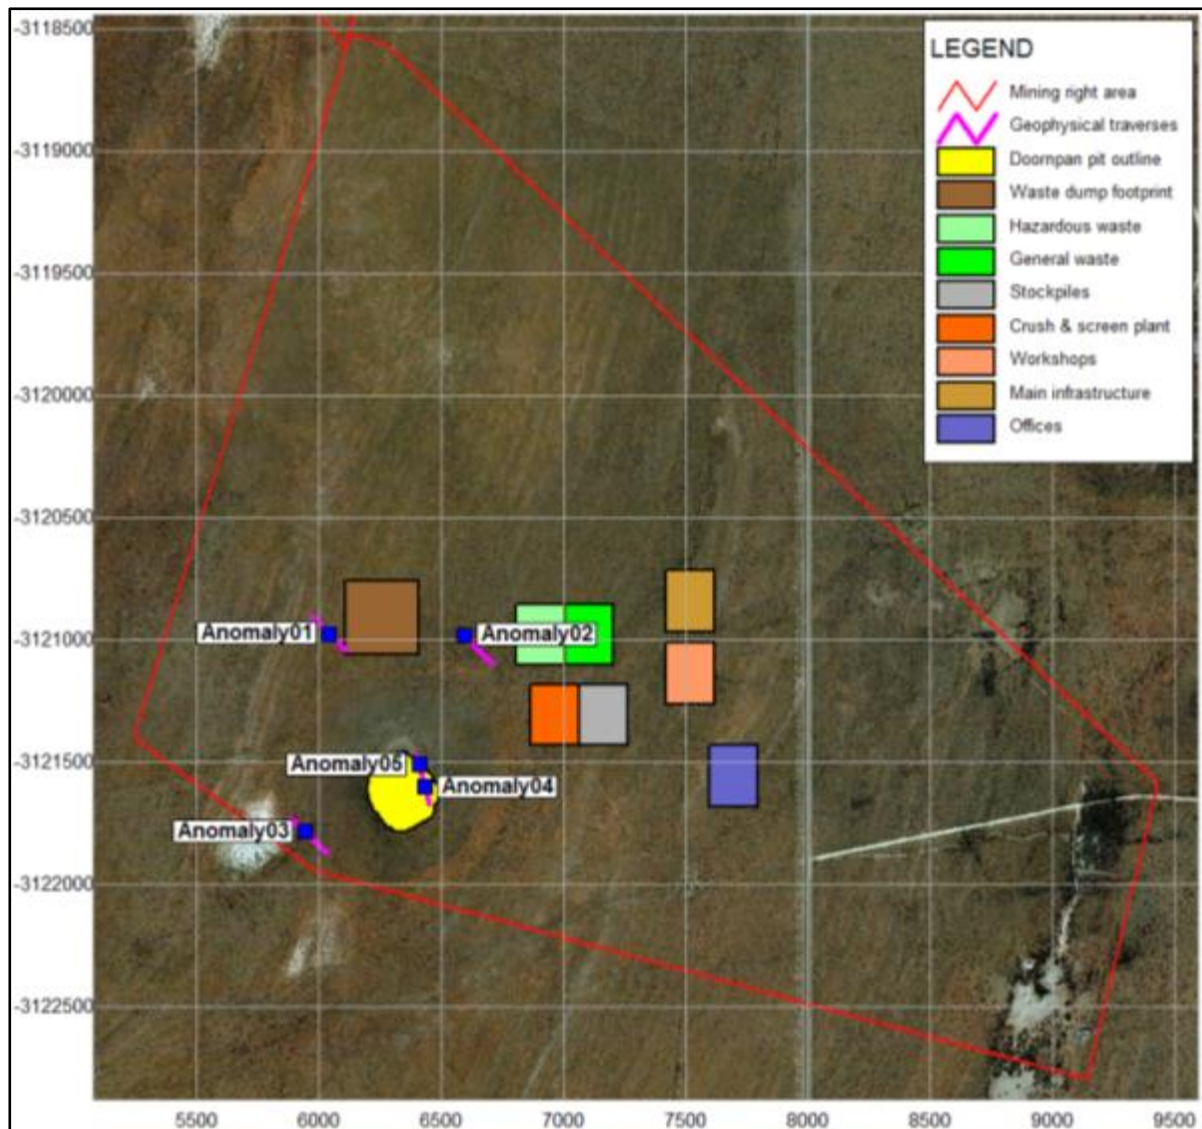 -3118500
LEGEND
Mining right area
Geophysical traverses
Doornpan pit outline
Waste dump footprint
Hazardous waste
General waste
Stockpiles
Crush & screen plant
Workshops
Main infrastructure
Offices
-3119000
-3119500
-3120000
-3120500
-3121000
Anomaly01
Anomaly02
-3121500
Anomaly05
Anomaly04
Anomaly03
-3122000
-3122500
5500 6000 6500 7000 7500 8000 8500 9000 9500